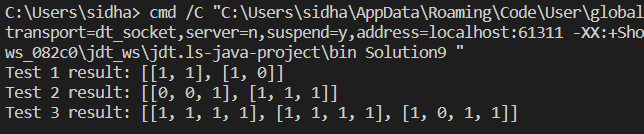 C:\Users\sidha> cmd /C "C:\Users\sidha\AppData\Roaming\Code\User\global
transport=dt_socket,server=n,suspend=y,address=localhost:61311 -XX:+Sho
ws_082c0\jdt_ws\jdt.ls-java-project\bin Solution9 "
Test 1 result: [[1, 1], [1, 0]]
Test 2 result: [[0, 0, 1], [1, 1, 1]]
Test 3 result: [[1, 1, 1, 1], [1, 1, 1, 1], [1, 0, 1, 1]]